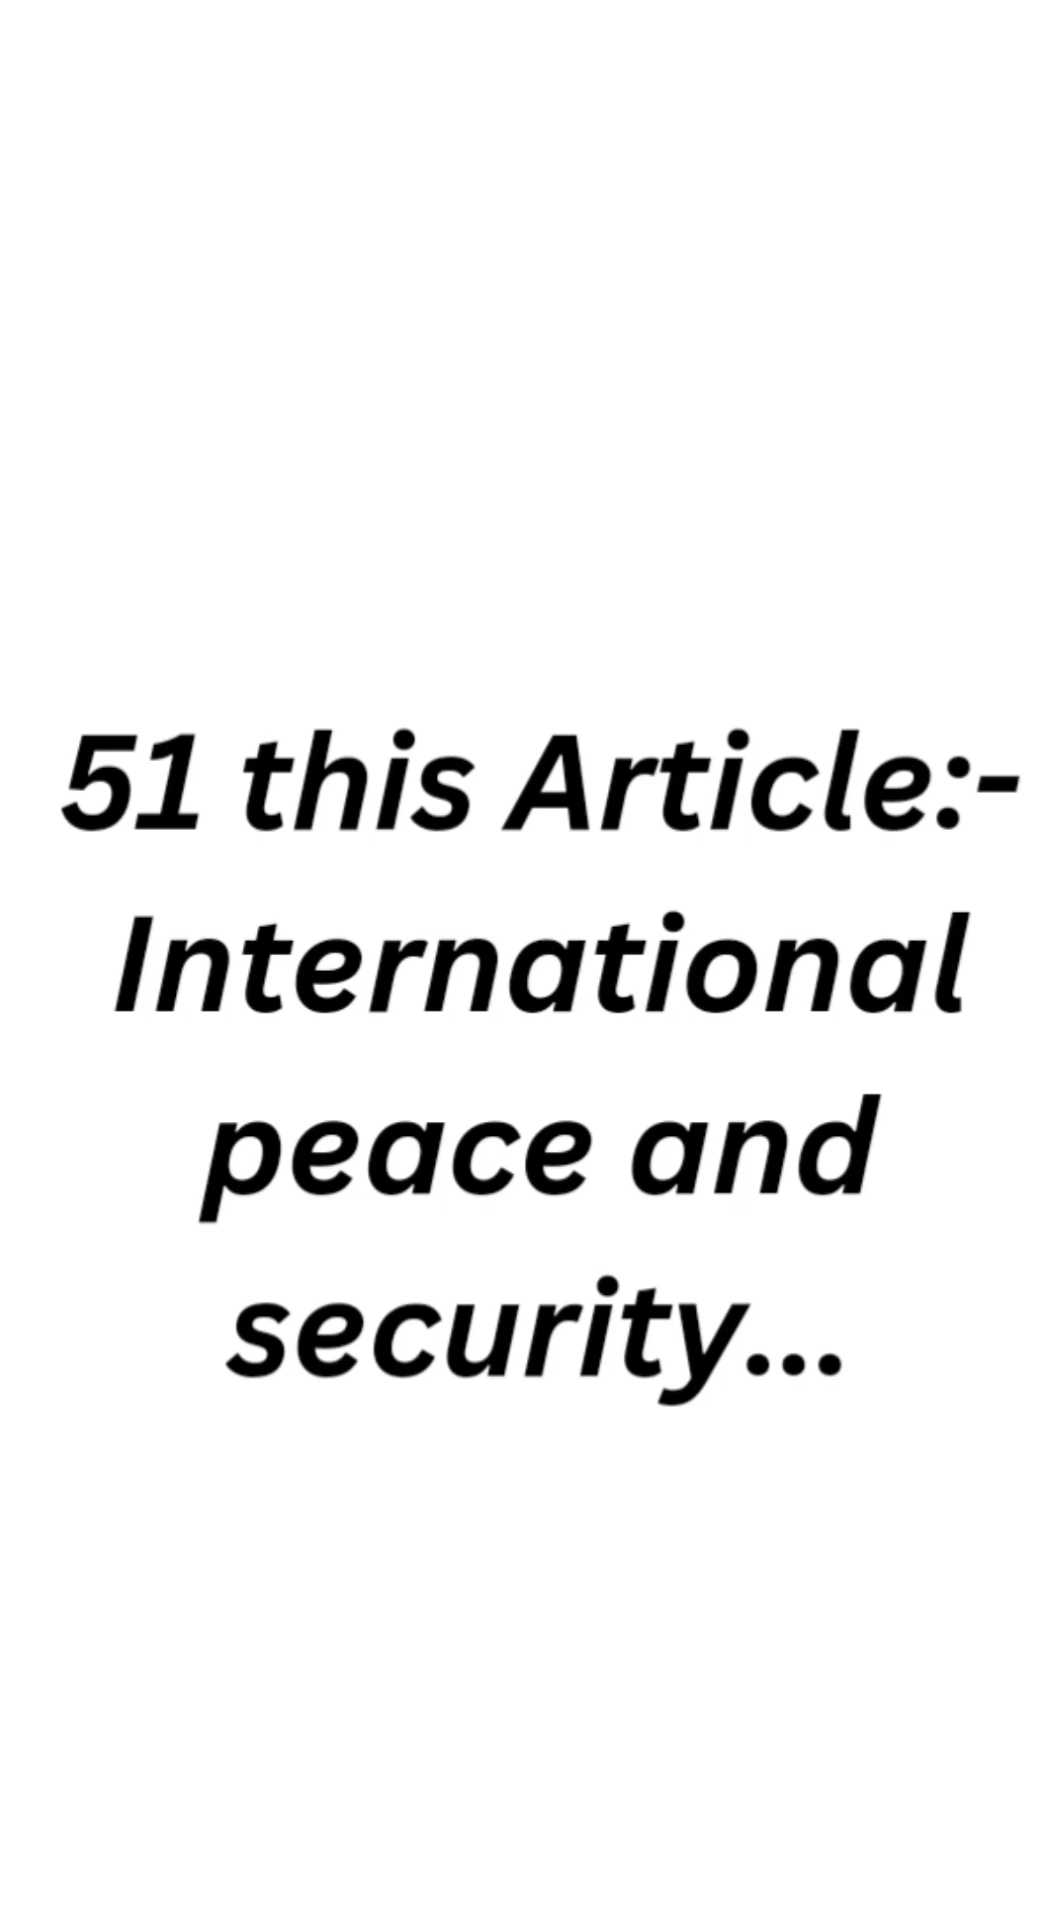 51 this Article:-
International
peace and
security...